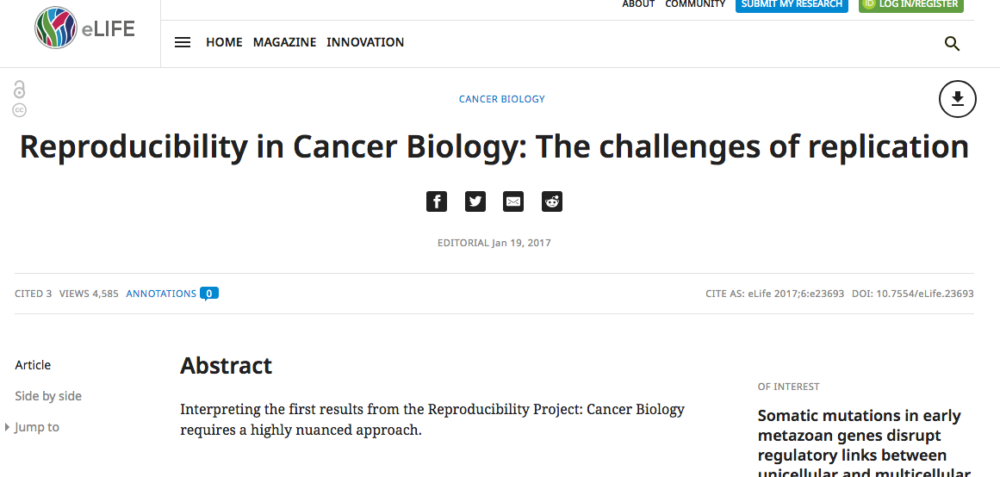 ABOUT COMMUNITY SUBMIT MY RESEARCH iD LOG IN/REGISTER
eLIFE
HOME MAGAZINE INNOVATION
cc
CANCER BIOLOGY
Reproducibility in Cancer Biology: The challenges of replication
EDITORIAL Jan 19, 2017
CITED 3 VIEWS 4,585 ANNOTATIONS 0 CITE AS: eLife 2017;6:e23693 DOI: 10.7554/eLife.23693
Article
Side by side
Jump to
Abstract
Interpreting the first results from the Reproducibility Project: Cancer Biology
requires a highly nuanced approach.
OF INTEREST
Somatic mutations in early
metazoan genes disrupt
regulatory links between
unicellular and multicellular